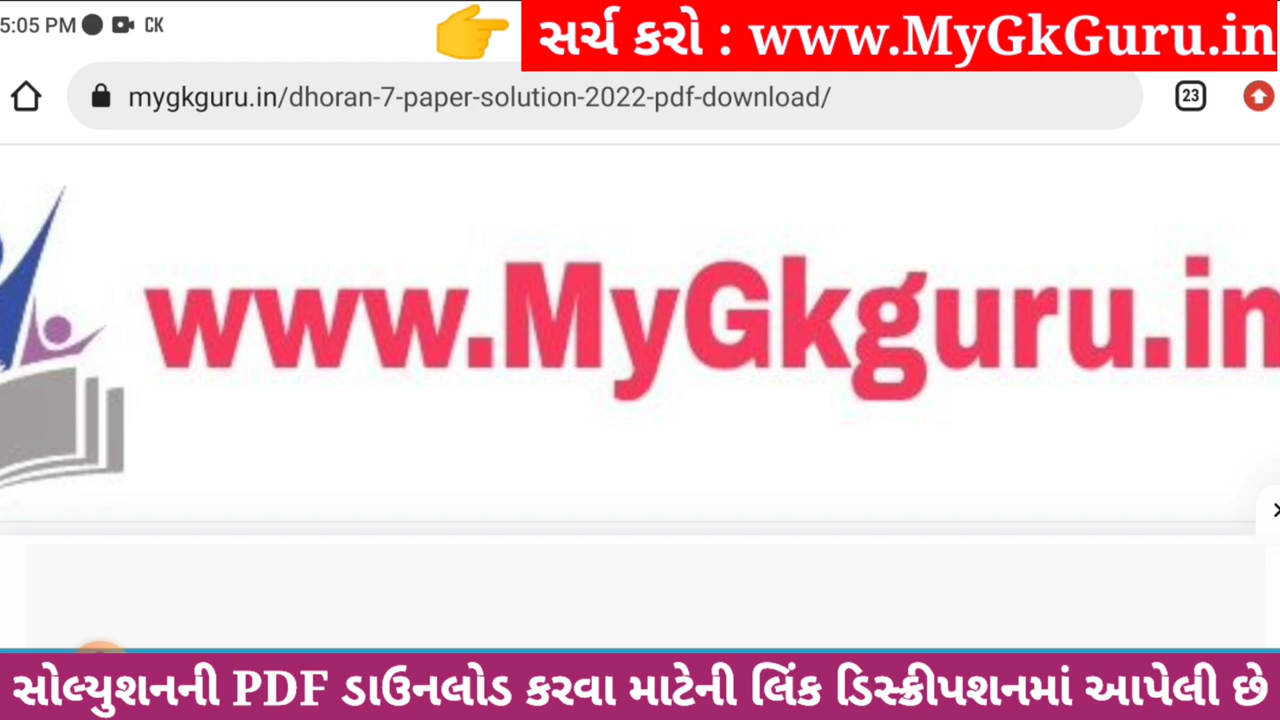 5:05 PM CK
👉 સર્ચ કરો : www.MyGkGuru.in
mygkguru.in/dhoran-7-paper-solution-2022-pdf-download/
23
www.MyGkguru.in
સોલ્યુશનની PDF ડાઉનલોડ કરવા માટેની લિંક ડિસ્ક્રીપશનમાં આપેલી છે